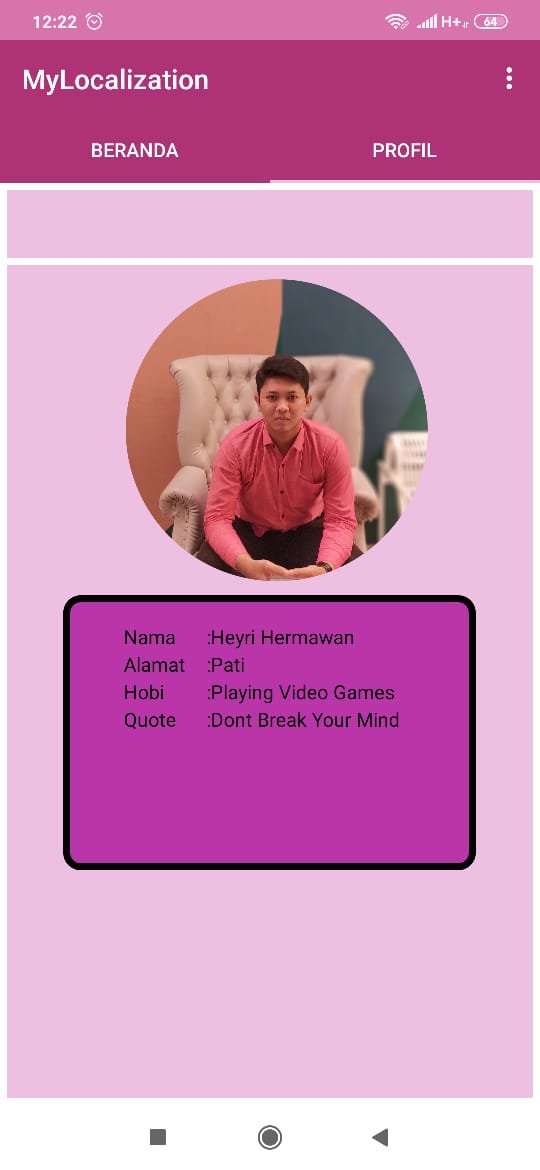 12:22 H+ 64
MyLocalization
BERANDA PROFIL
Nama :Heyri Hermawan
Alamat :Pati
Hobi :Playing Video Games
Quote :Dont Break Your Mind